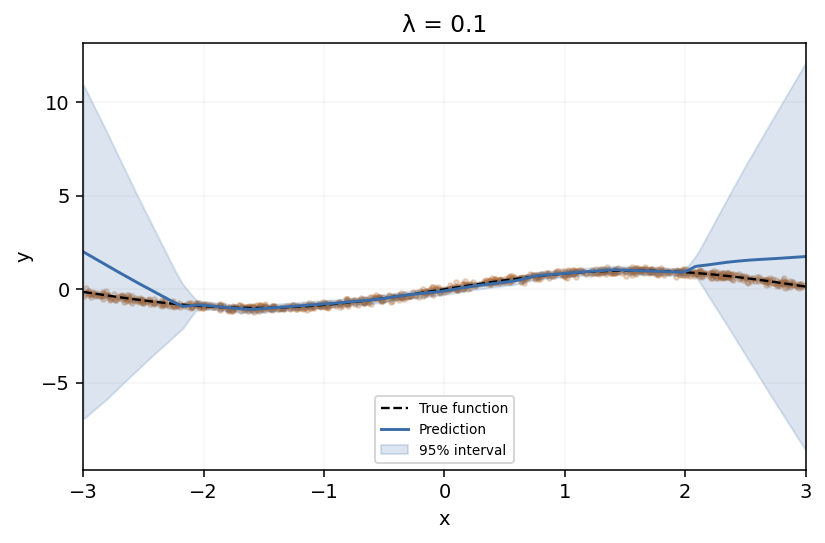 λ = 0.1
10
5
0
−5
y
True function
Prediction
95% interval
−3 −2 −1 0 1 2 3
x